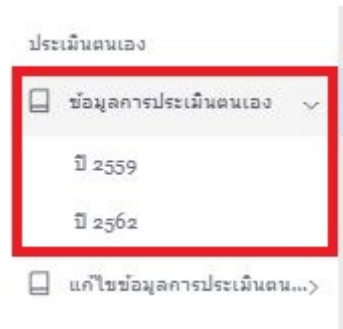 ประเมินตนเอง
ข้อมูลการประเมินตนเอง
ปี 2559
ปี 2562
แก้ไขข้อมูลการประเมินตน...>